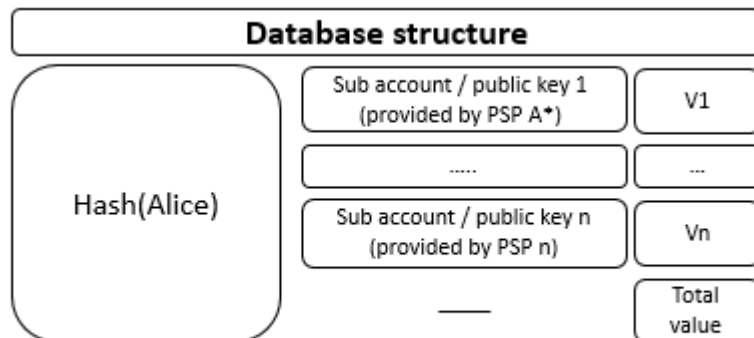 Database structure
Hash(Alice)
Sub account / public key 1
(provided by PSP A*)
V1
.....
...
Sub account / public key n
(provided by PSP n)
Vn
Total
value